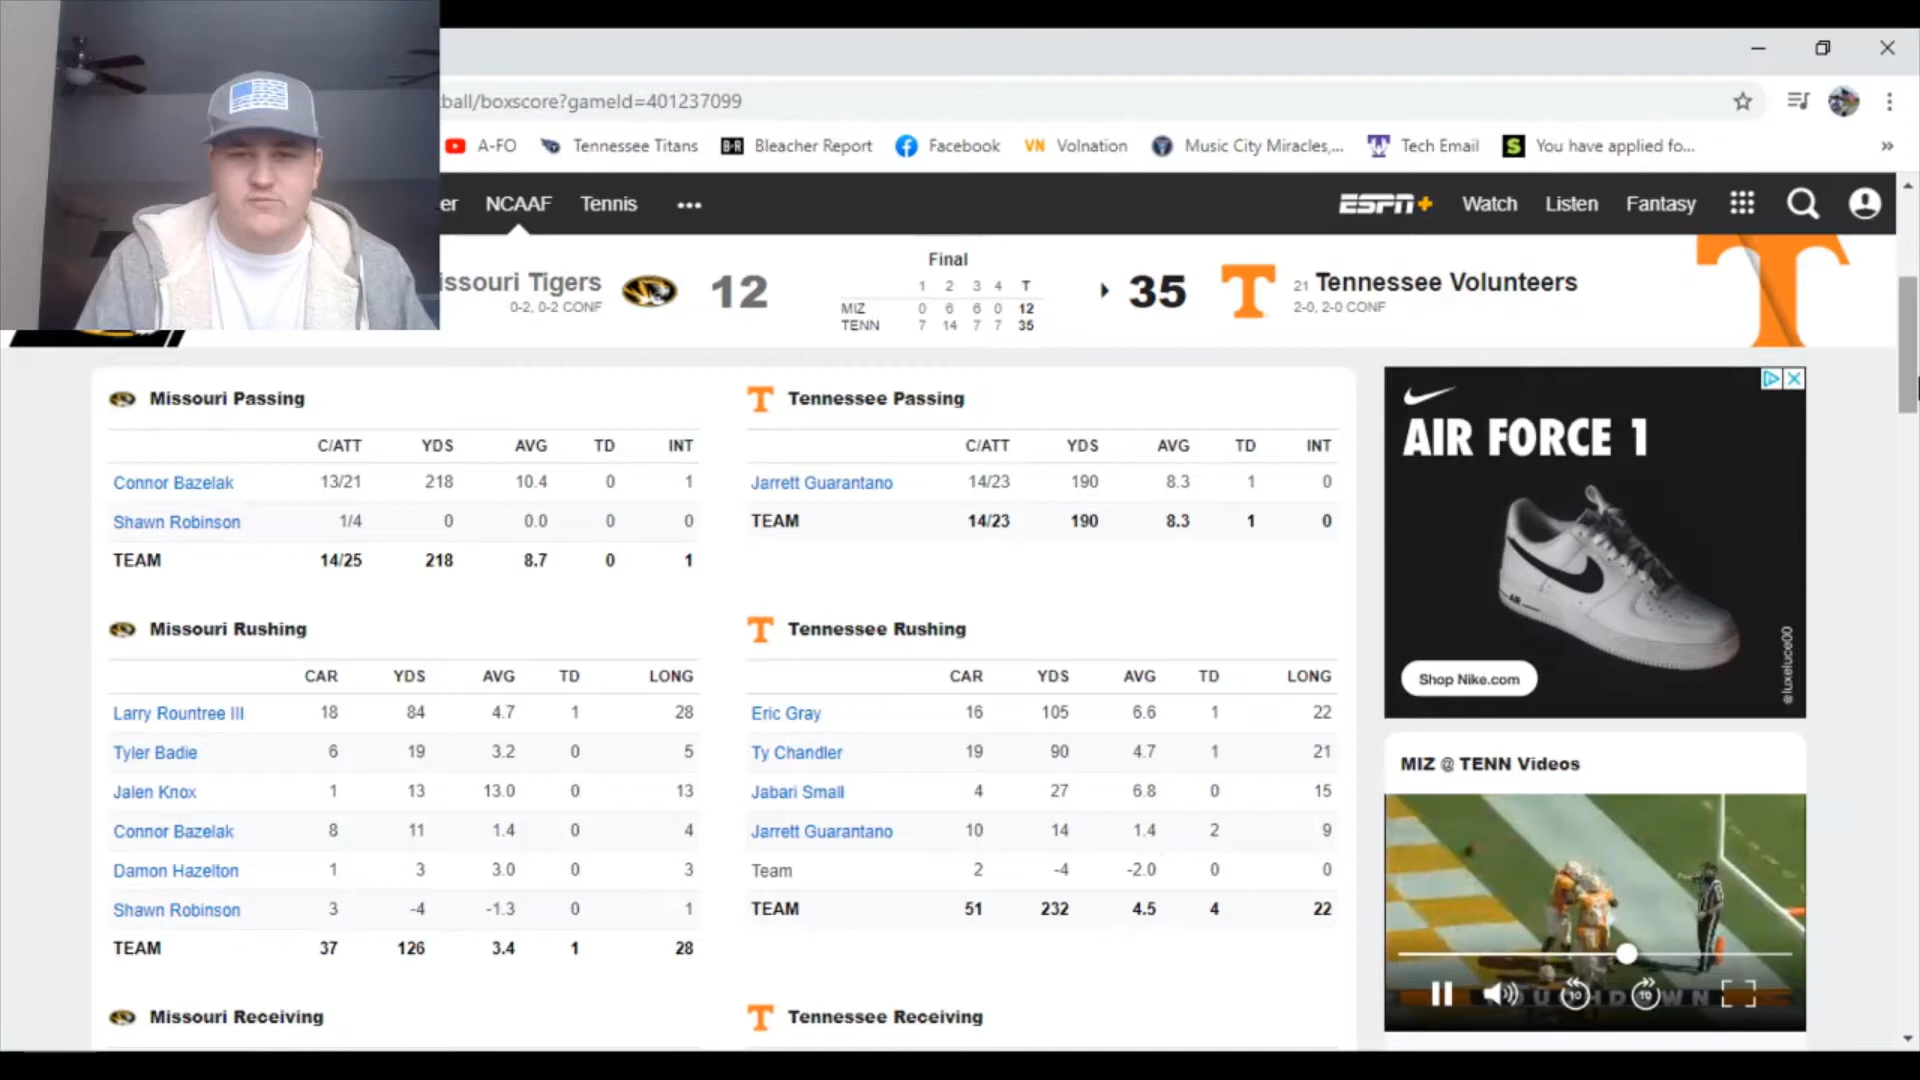 :ball/boxscore?gameId=401237099
A-FO Tennessee Titans B·R Bleacher Report Facebook VN Volnation Music City Miracles,... Tech Email S You have applied fo... »
er NCAAF Tennis ••• ESPN+ Watch Listen Fantasy
issouri Tigers 12
0-2, 0-2 CONF
Final
1 2 3 4 T
MIZ 0 6 6 0 12
TENN 7 14 7 7 35
35 T 21 Tennessee Volunteers
2-0, 2-0 CONF
Missouri Passing
C/ATT YDS AVG TD INT
Connor Bazelak 13/21 218 10.4 0 1
Shawn Robinson 1/4 0 0.0 0 0
TEAM 14/25 218 8.7 0 1
T Tennessee Passing
C/ATT YDS AVG TD INT
Jarrett Guarantano 14/23 190 8.3 1 0
TEAM 14/23 190 8.3 1 0
Missouri Rushing
CAR YDS AVG TD LONG
Larry Rountree III 18 84 4.7 1 28
Tyler Badie 6 19 3.2 0 5
Jalen Knox 1 13 13.0 0 13
Connor Bazelak 8 11 1.4 0 4
Damon Hazelton 1 3 3.0 0 3
Shawn Robinson 3 -4 -1.3 0 1
TEAM 37 126 3.4 1 28
T Tennessee Rushing
CAR YDS AVG TD LONG
Eric Gray 16 105 6.6 1 22
Ty Chandler 19 90 4.7 1 21
Jabari Small 4 27 6.8 0 15
Jarrett Guarantano 10 14 1.4 2 9
Team 2 -4 -2.0 0 0
TEAM 51 232 4.5 4 22
Missouri Receiving
T Tennessee Receiving
AIR FORCE 1
AIR
Shop Nike.com
@luxeluce00
MIZ @ TENN Videos
10 10
TOUCHDOWN